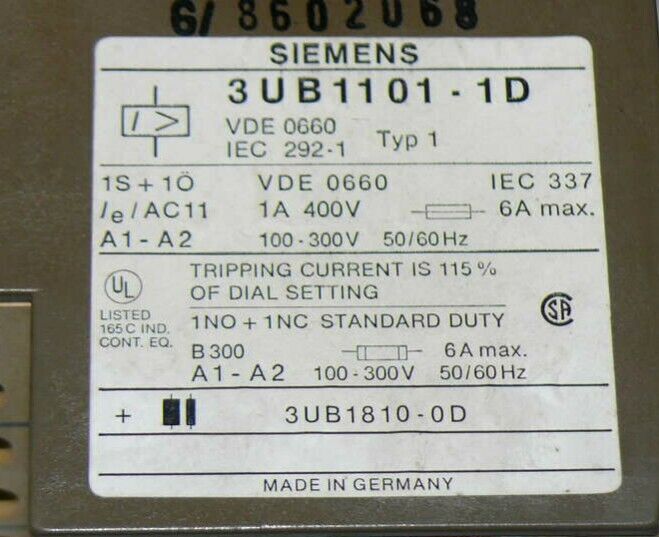 6/ 8602068
SIEMENS
3UB1101-1D
I >
VDE 0660
IEC 292-1 Typ 1
1S + 1Ö VDE 0660 IEC 337
Ie / AC11 1A 400V 6A max.
A1 - A2 100-300V 50/60Hz
UL
LISTED
165C IND.
CONT. EQ.
TRIPPING CURRENT IS 115%
OF DIAL SETTING
SA
1NO + 1NC STANDARD DUTY
B300 6A max.
A1 - A2 100-300V 50/60Hz
+ 3UB1810-0D
MADE IN GERMANY